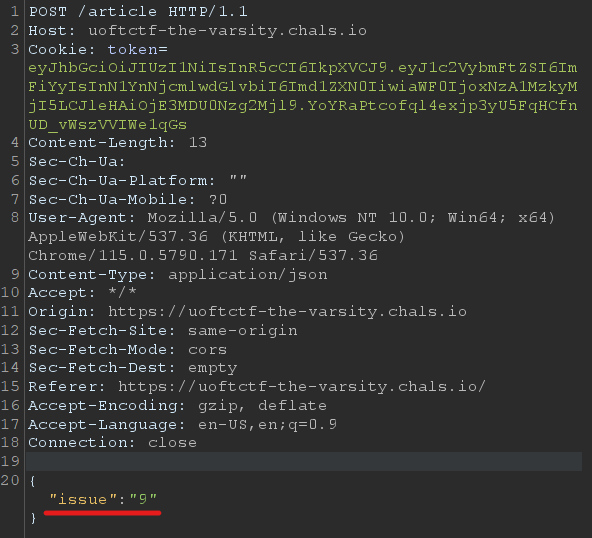 1 POST /article HTTP/1.1
2 Host: uoftctf-the-varsity.chals.io
3 Cookie: token=
eyJhbGciOiJIUzI1NiIsInR5cCI6IkpXVCJ9.eyJ1c2VybmFtZSI6Im
FiYyIsInN1YnNjcmlwdGlvbiI6Imd1ZXN0IiwiaWF0IjoxNzA1MzkyM
jI5LCJleHAiOjE3MDU0Nzg2Mjl9.YoYRaPtcofql4exjp3yU5FqHCfn
UD_vWszVVIWe1qGs
4 Content-Length: 13
5 Sec-Ch-Ua:
6 Sec-Ch-Ua-Platform: ""
7 Sec-Ch-Ua-Mobile: ?0
8 User-Agent: Mozilla/5.0 (Windows NT 10.0; Win64; x64)
AppleWebKit/537.36 (KHTML, like Gecko)
Chrome/115.0.5790.171 Safari/537.36
9 Content-Type: application/json
10 Accept: */*
11 Origin: https://uoftctf-the-varsity.chals.io
12 Sec-Fetch-Site: same-origin
13 Sec-Fetch-Mode: cors
14 Sec-Fetch-Dest: empty
15 Referer: https://uoftctf-the-varsity.chals.io/
16 Accept-Encoding: gzip, deflate
17 Accept-Language: en-US,en;q=0.9
18 Connection: close
19
20 {
"issue":"9"
}